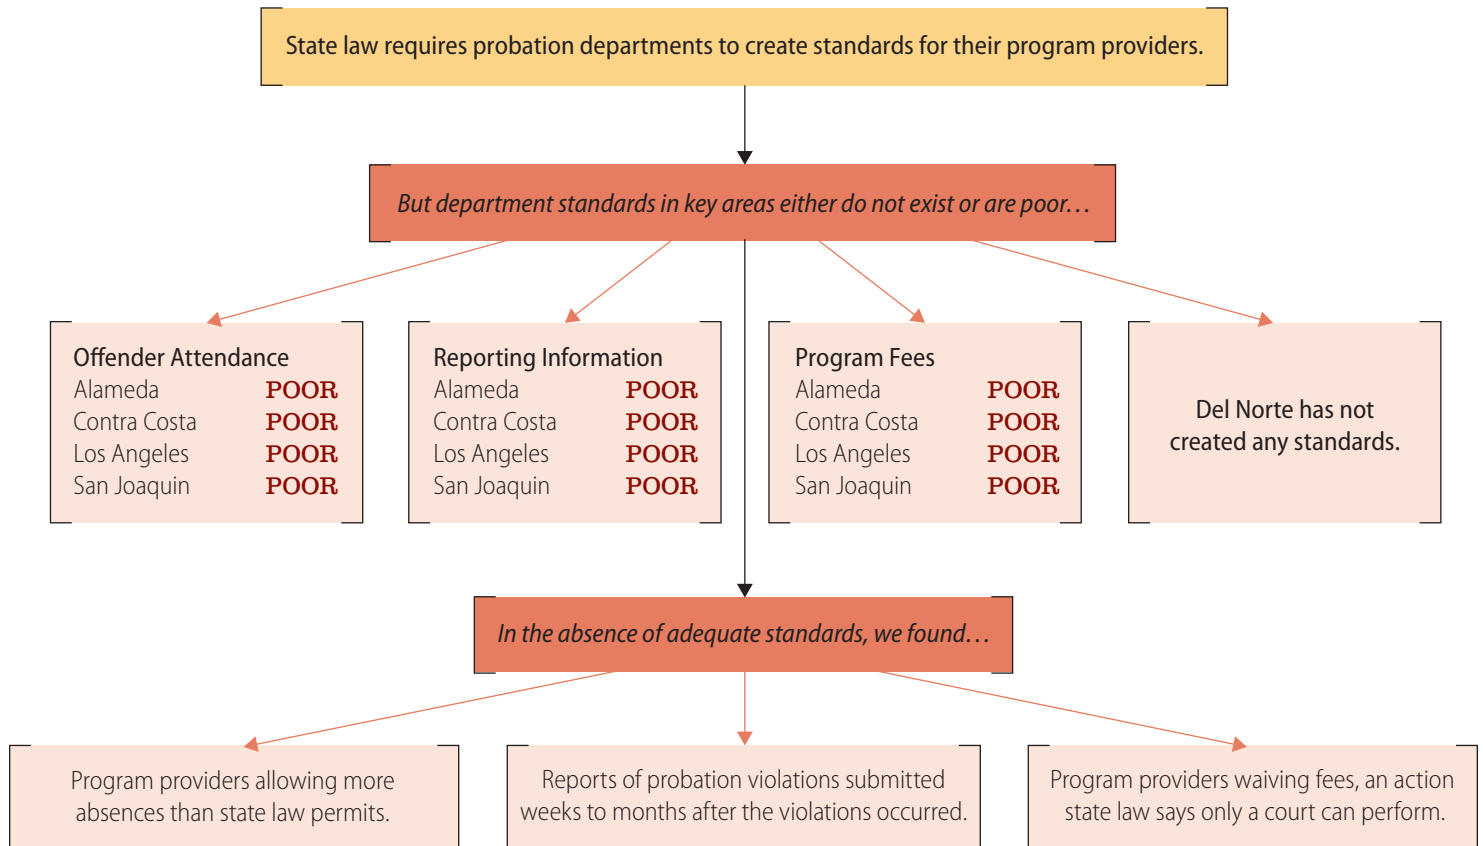 State law requires probation departments to create standards for their program providers.
But department standards in key areas either do not exist or are poor…
Offender Attendance
Alameda POOR
Contra Costa POOR
Los Angeles POOR
San Joaquin POOR
Reporting Information
Alameda POOR
Contra Costa POOR
Los Angeles POOR
San Joaquin POOR
Program Fees
Alameda POOR
Contra Costa POOR
Los Angeles POOR
San Joaquin POOR
Del Norte has not
created any standards.
In the absence of adequate standards, we found…
Program providers allowing more
absences than state law permits.
Reports of probation violations submitted
weeks to months after the violations occurred.
Program providers waiving fees, an action
state law says only a court can perform.